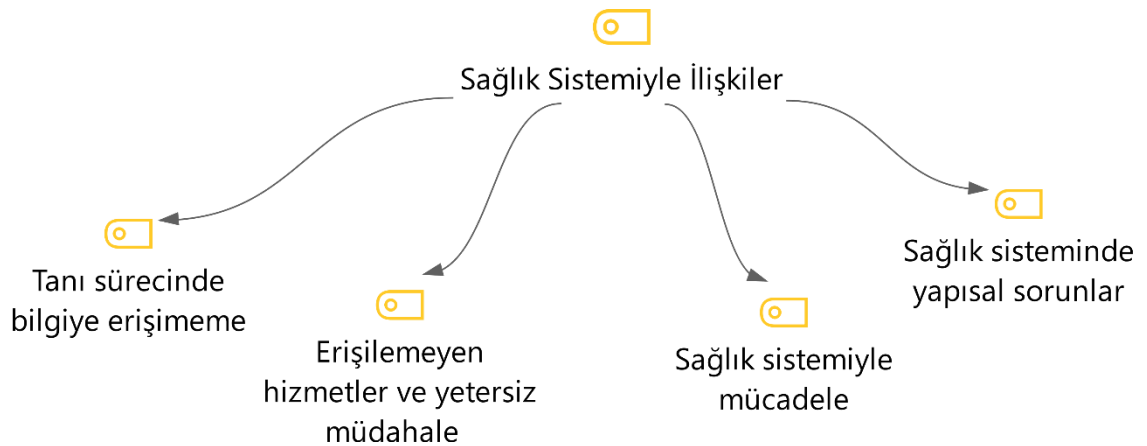 Sağlık Sistemiyle İlişkiler
Tanı sürecinde
bilgiye erişimeme
Erişilemeyen
hizmetler ve yetersiz
müdahale
Sağlık sistemiyle
mücadele
Sağlık sisteminde
yapısal sorunlar